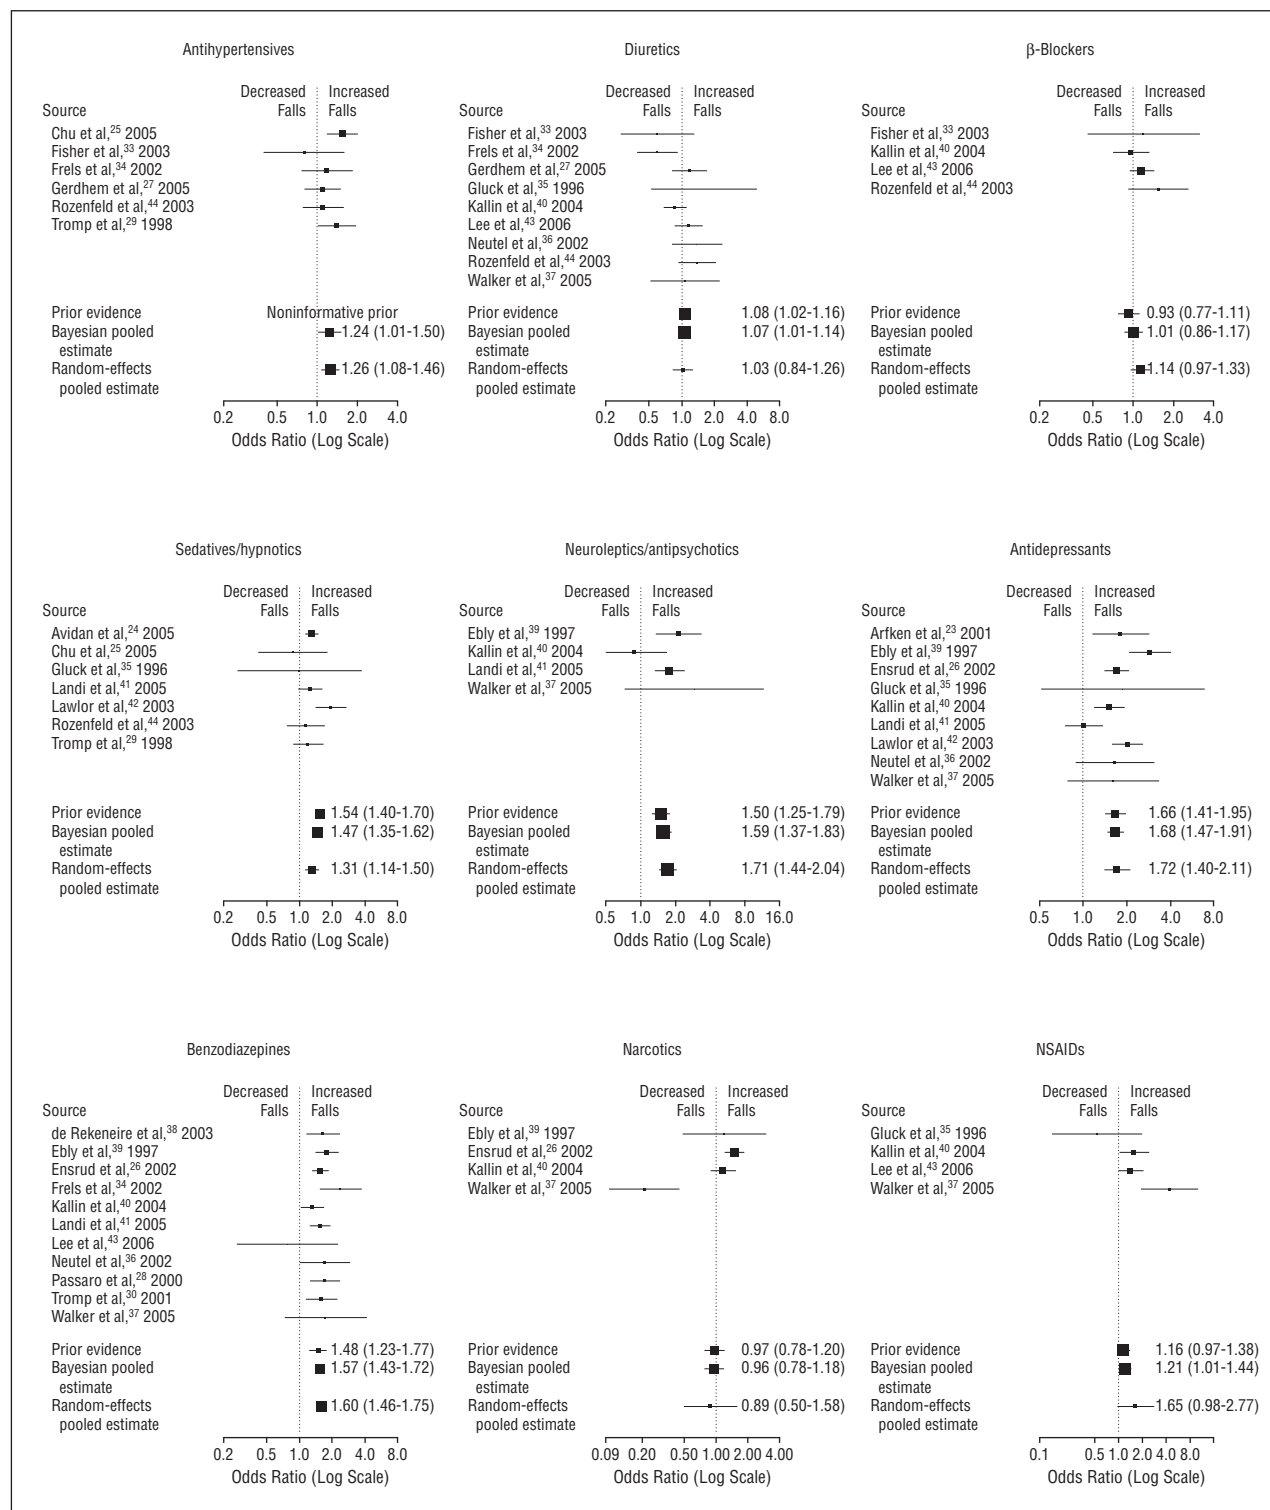 Antihypertensives
Decreased Increased
Falls Falls
Source
Chu et al,25 2005
Fisher et al,33 2003
Frels et al,34 2002
Gerdhem et al,27 2005
Rozenfeld et al,44 2003
Tromp et al,29 1998
Prior evidence Noninformative prior
Bayesian pooled 1.24 (1.01-1.50)
estimate
Random-effects 1.26 (1.08-1.46)
pooled estimate
0.2 0.5 1.0 2.0 4.0
Odds Ratio (Log Scale)
Diuretics
Decreased Increased
Falls Falls
Source
Fisher et al,33 2003
Frels et al,34 2002
Gerdhem et al,27 2005
Gluck et al,35 1996
Kallin et al,40 2004
Lee et al,43 2006
Neutel et al,36 2002
Rozenfeld et al,44 2003
Walker et al,37 2005
Prior evidence 1.08 (1.02-1.16)
Bayesian pooled 1.07 (1.01-1.14)
estimate
Random-effects 1.03 (0.84-1.26)
pooled estimate
0.2 0.5 1.0 2.0 4.0 8.0
Odds Ratio (Log Scale)
β-Blockers
Decreased Increased
Falls Falls
Source
Fisher et al,33 2003
Kallin et al,40 2004
Lee et al,43 2006
Rozenfeld et al,44 2003
Prior evidence 0.93 (0.77-1.11)
Bayesian pooled 1.01 (0.86-1.17)
estimate
Random-effects 1.14 (0.97-1.33)
pooled estimate
0.2 0.5 1.0 2.0 4.0
Odds Ratio (Log Scale)
Sedatives/hypnotics
Decreased Increased
Falls Falls
Source
Avidan et al,24 2005
Chu et al,25 2005
Gluck et al,35 1996
Landi et al,41 2005
Lawlor et al,42 2003
Rozenfeld et al,44 2003
Tromp et al,29 1998
Prior evidence 1.54 (1.40-1.70)
Bayesian pooled 1.47 (1.35-1.62)
estimate
Random-effects 1.31 (1.14-1.50)
pooled estimate
0.2 0.5 1.0 2.0 4.0 8.0
Odds Ratio (Log Scale)
Neuroleptics/antipsychotics
Decreased Increased
Falls Falls
Source
Ebly et al,39 1997
Kallin et al,40 2004
Landi et al,41 2005
Walker et al,37 2005
Prior evidence 1.50 (1.25-1.79)
Bayesian pooled 1.59 (1.37-1.83)
estimate
Random-effects 1.71 (1.44-2.04)
pooled estimate
0.5 1.0 2.0 4.0 8.0 16.0
Odds Ratio (Log Scale)
Antidepressants
Decreased Increased
Falls Falls
Source
Arfken et al,23 2001
Ebly et al,39 1997
Ensrud et al,26 2002
Gluck et al,35 1996
Kallin et al,40 2004
Landi et al,41 2005
Lawlor et al,42 2003
Neutel et al,36 2002
Walker et al,37 2005
Prior evidence 1.66 (1.41-1.95)
Bayesian pooled 1.68 (1.47-1.91)
estimate
Random-effects 1.72 (1.40-2.11)
pooled estimate
0.5 1.0 2.0 4.0 8.0
Odds Ratio (Log Scale)
Benzodiazepines
Decreased Increased
Falls Falls
Source
de Rekeneire et al,38 2003
Ebly et al,39 1997
Ensrud et al,26 2002
Frels et al,34 2002
Kallin et al,40 2004
Landi et al,41 2005
Lee et al,43 2006
Neutel et al,36 2002
Passaro et al,28 2000
Tromp et al,30 2001
Walker et al,37 2005
Prior evidence 1.48 (1.23-1.77)
Bayesian pooled 1.57 (1.43-1.72)
estimate
Random-effects 1.60 (1.46-1.75)
pooled estimate
0.2 0.5 1.0 2.0 4.0 8.0
Odds Ratio (Log Scale)
Narcotics
Decreased Increased
Falls Falls
Source
Ebly et al,39 1997
Ensrud et al,26 2002
Kallin et al,40 2004
Walker et al,37 2005
Prior evidence 0.97 (0.78-1.20)
Bayesian pooled 0.96 (0.78-1.18)
estimate
Random-effects 0.89 (0.50-1.58)
pooled estimate
0.09 0.20 0.50 1.00 2.00 4.00
Odds Ratio (Log Scale)
NSAIDs
Decreased Increased
Falls Falls
Source
Gluck et al,35 1996
Kallin et al,40 2004
Lee et al,43 2006
Walker et al,37 2005
Prior evidence 1.16 (0.97-1.38)
Bayesian pooled 1.21 (1.01-1.44)
estimate
Random-effects 1.65 (0.98-2.77)
pooled estimate
0.1 0.5 1.0 2.0 4.0 8.0
Odds Ratio (Log Scale)